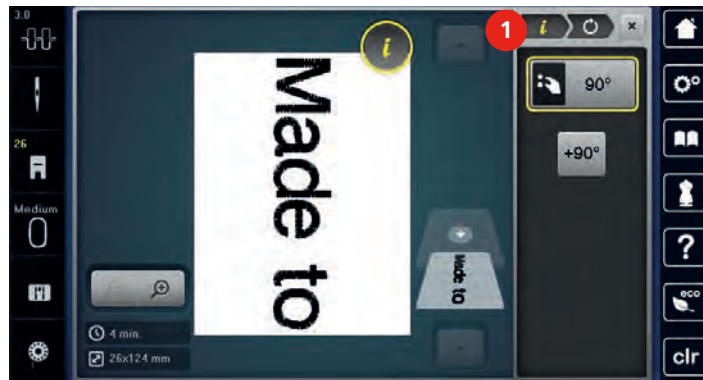 3.0
1
i
i
90°
+90°
26
Medium
Made to
Made to
4 min.
26x124 mm
?
eco
clr